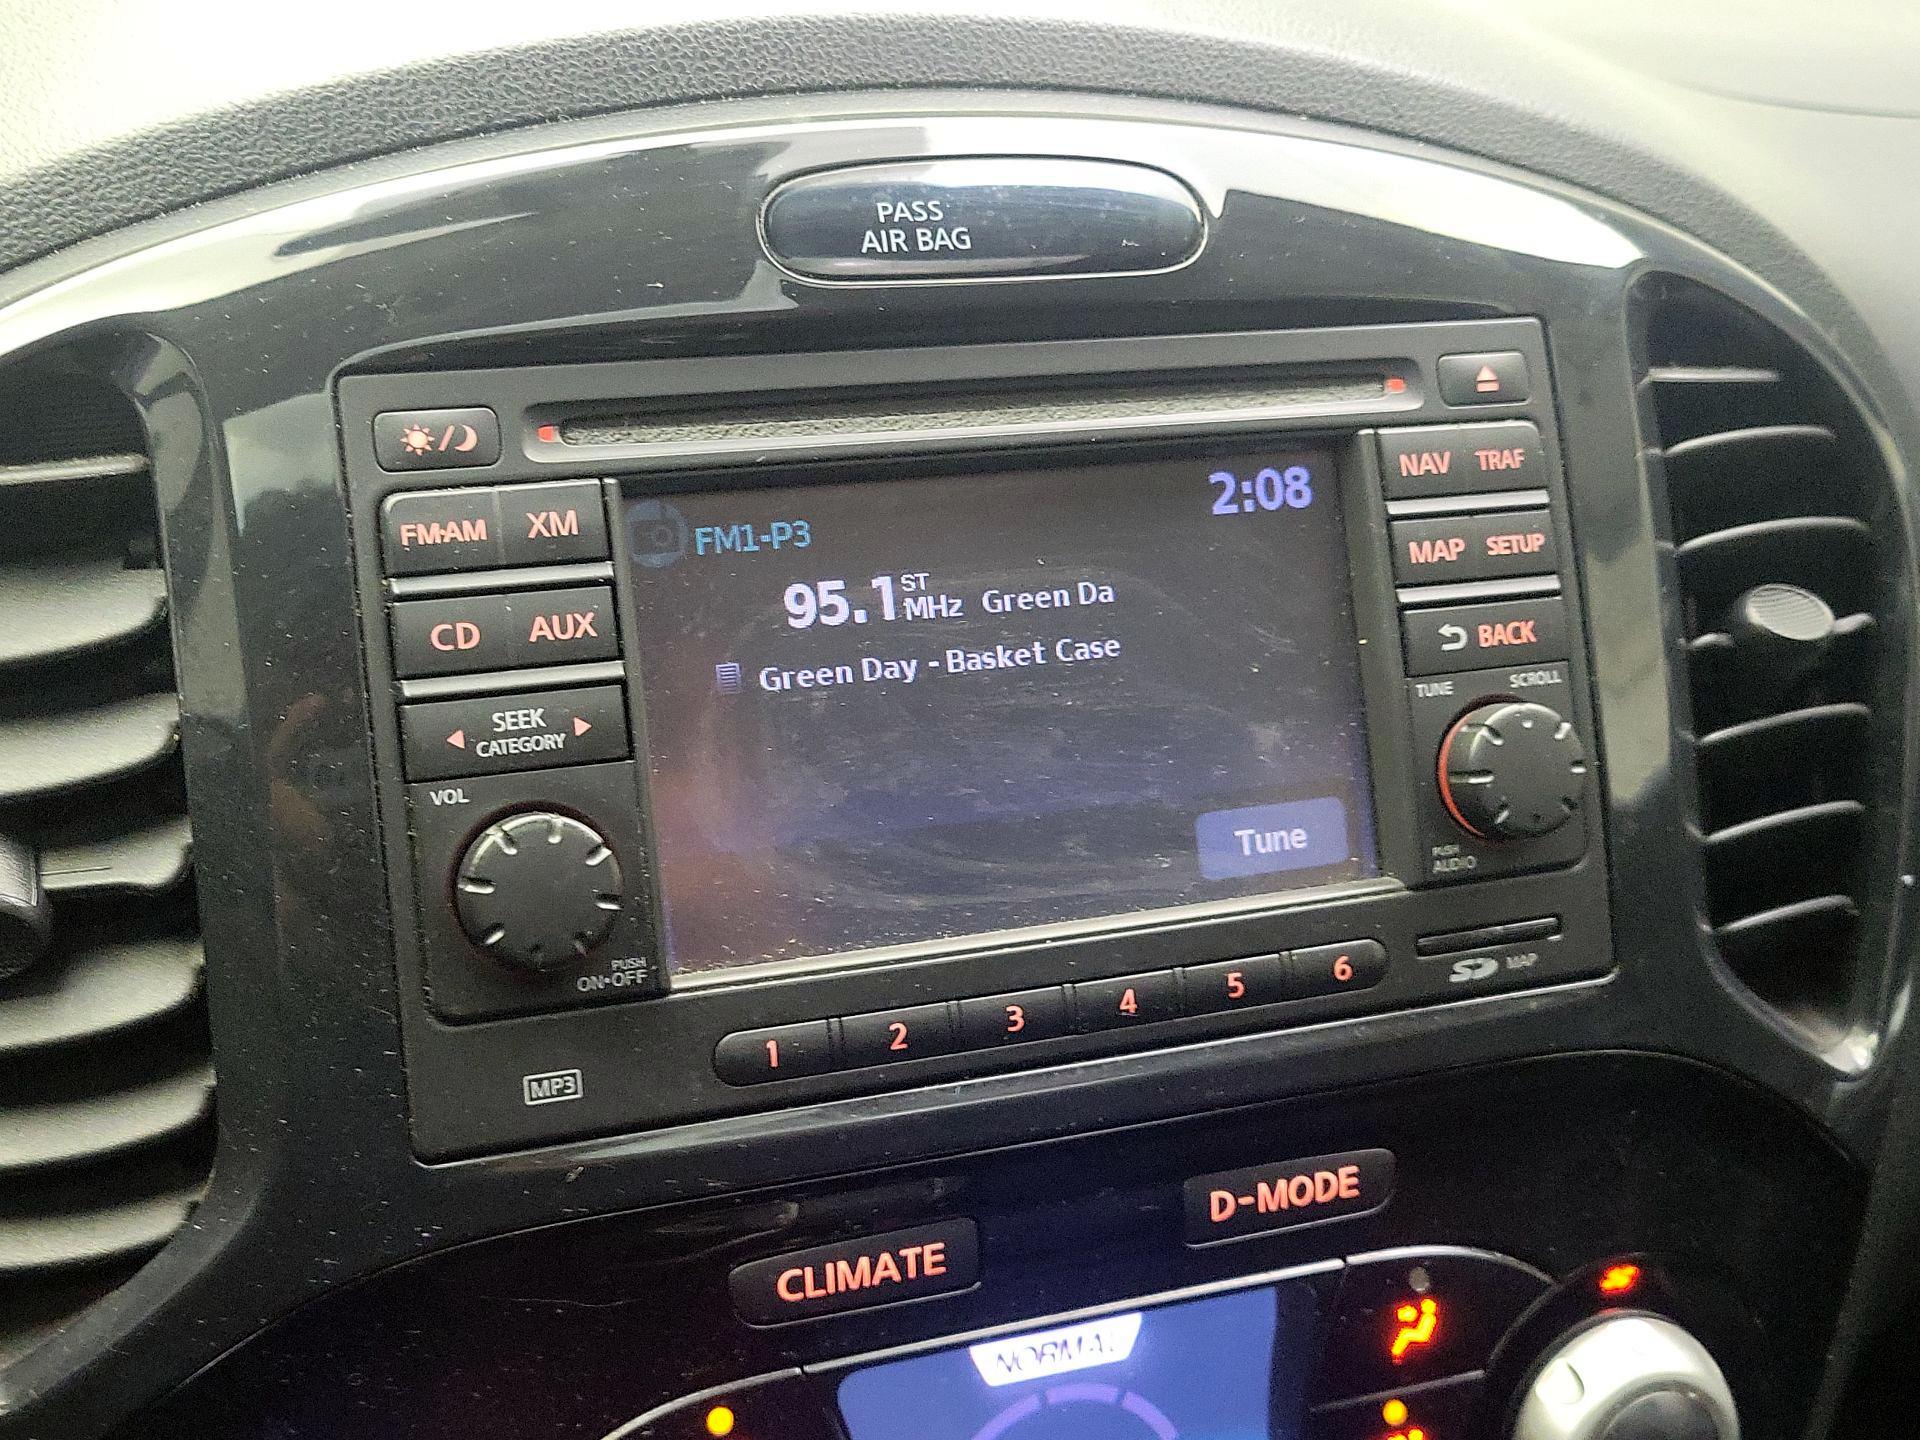 PASS
AIR BAG
FM·AM XM
CD AUX
SEEK
CATEGORY
VOL
PUSH
ON·OFF
MP3
2:08
FM1-P3
95.1 ST MHz Green Da
Green Day - Basket Case
Tune
NAV TRAF
MAP SETUP
BACK
TUNE SCROLL
PUSH
AUDIO
SD MAP
1 2 3 4 5 6
CLIMATE
D-MODE
NORMAL